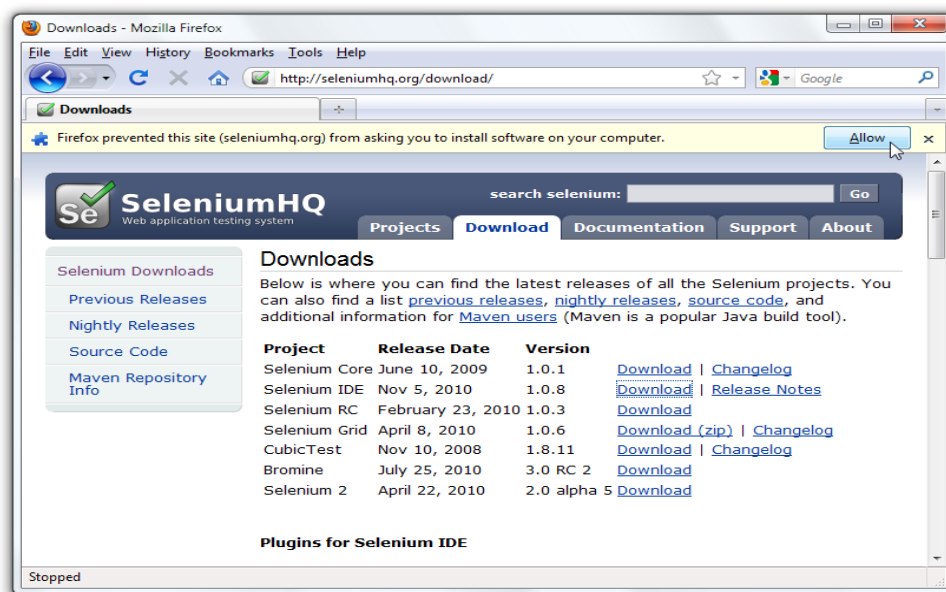 Downloads - Mozilla Firefox
File Edit View History Bookmarks Tools Help
http://seleniumhq.org/download/
Google
Downloads
Firefox prevented this site (seleniumhq.org) from asking you to install software on your computer.
Allow
Se
SeleniumHQ
Web application testing system
search selenium:
Go
Projects Download Documentation Support About
Selenium Downloads
Previous Releases
Nightly Releases
Source Code
Maven Repository
Info
Downloads
Below is where you can find the latest releases of all the Selenium projects. You
can also find a list previous releases, nightly releases, source code, and
additional information for Maven users (Maven is a popular Java build tool).
Project Release Date Version
Selenium Core June 10, 2009 1.0.1 Download | Changelog
Selenium IDE Nov 5, 2010 1.0.8 Download | Release Notes
Selenium RC February 23, 2010 1.0.3 Download
Selenium Grid April 8, 2010 1.0.6 Download (zip) | Changelog
CubicTest Nov 10, 2008 1.8.11 Download | Changelog
Bromine July 25, 2010 3.0 RC 2 Download
Selenium 2 April 22, 2010 2.0 alpha 5 Download
Plugins for Selenium IDE
Stopped